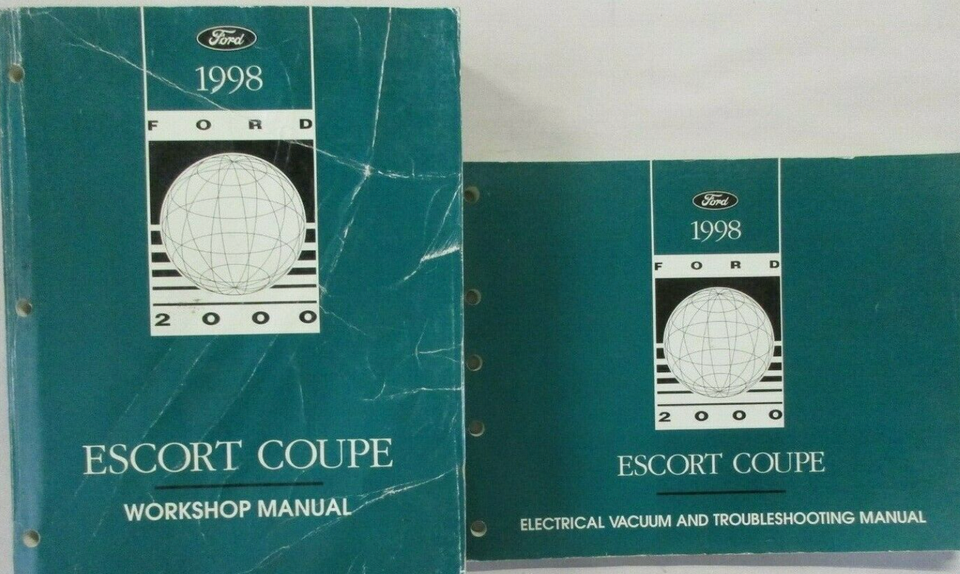 Ford
1998
FORD
2000
ESCORT COUPE
WORKSHOP MANUAL
Ford
1998
FORD
2000
ESCORT COUPE
ELECTRICAL VACUUM AND TROUBLESHOOTING MANUAL